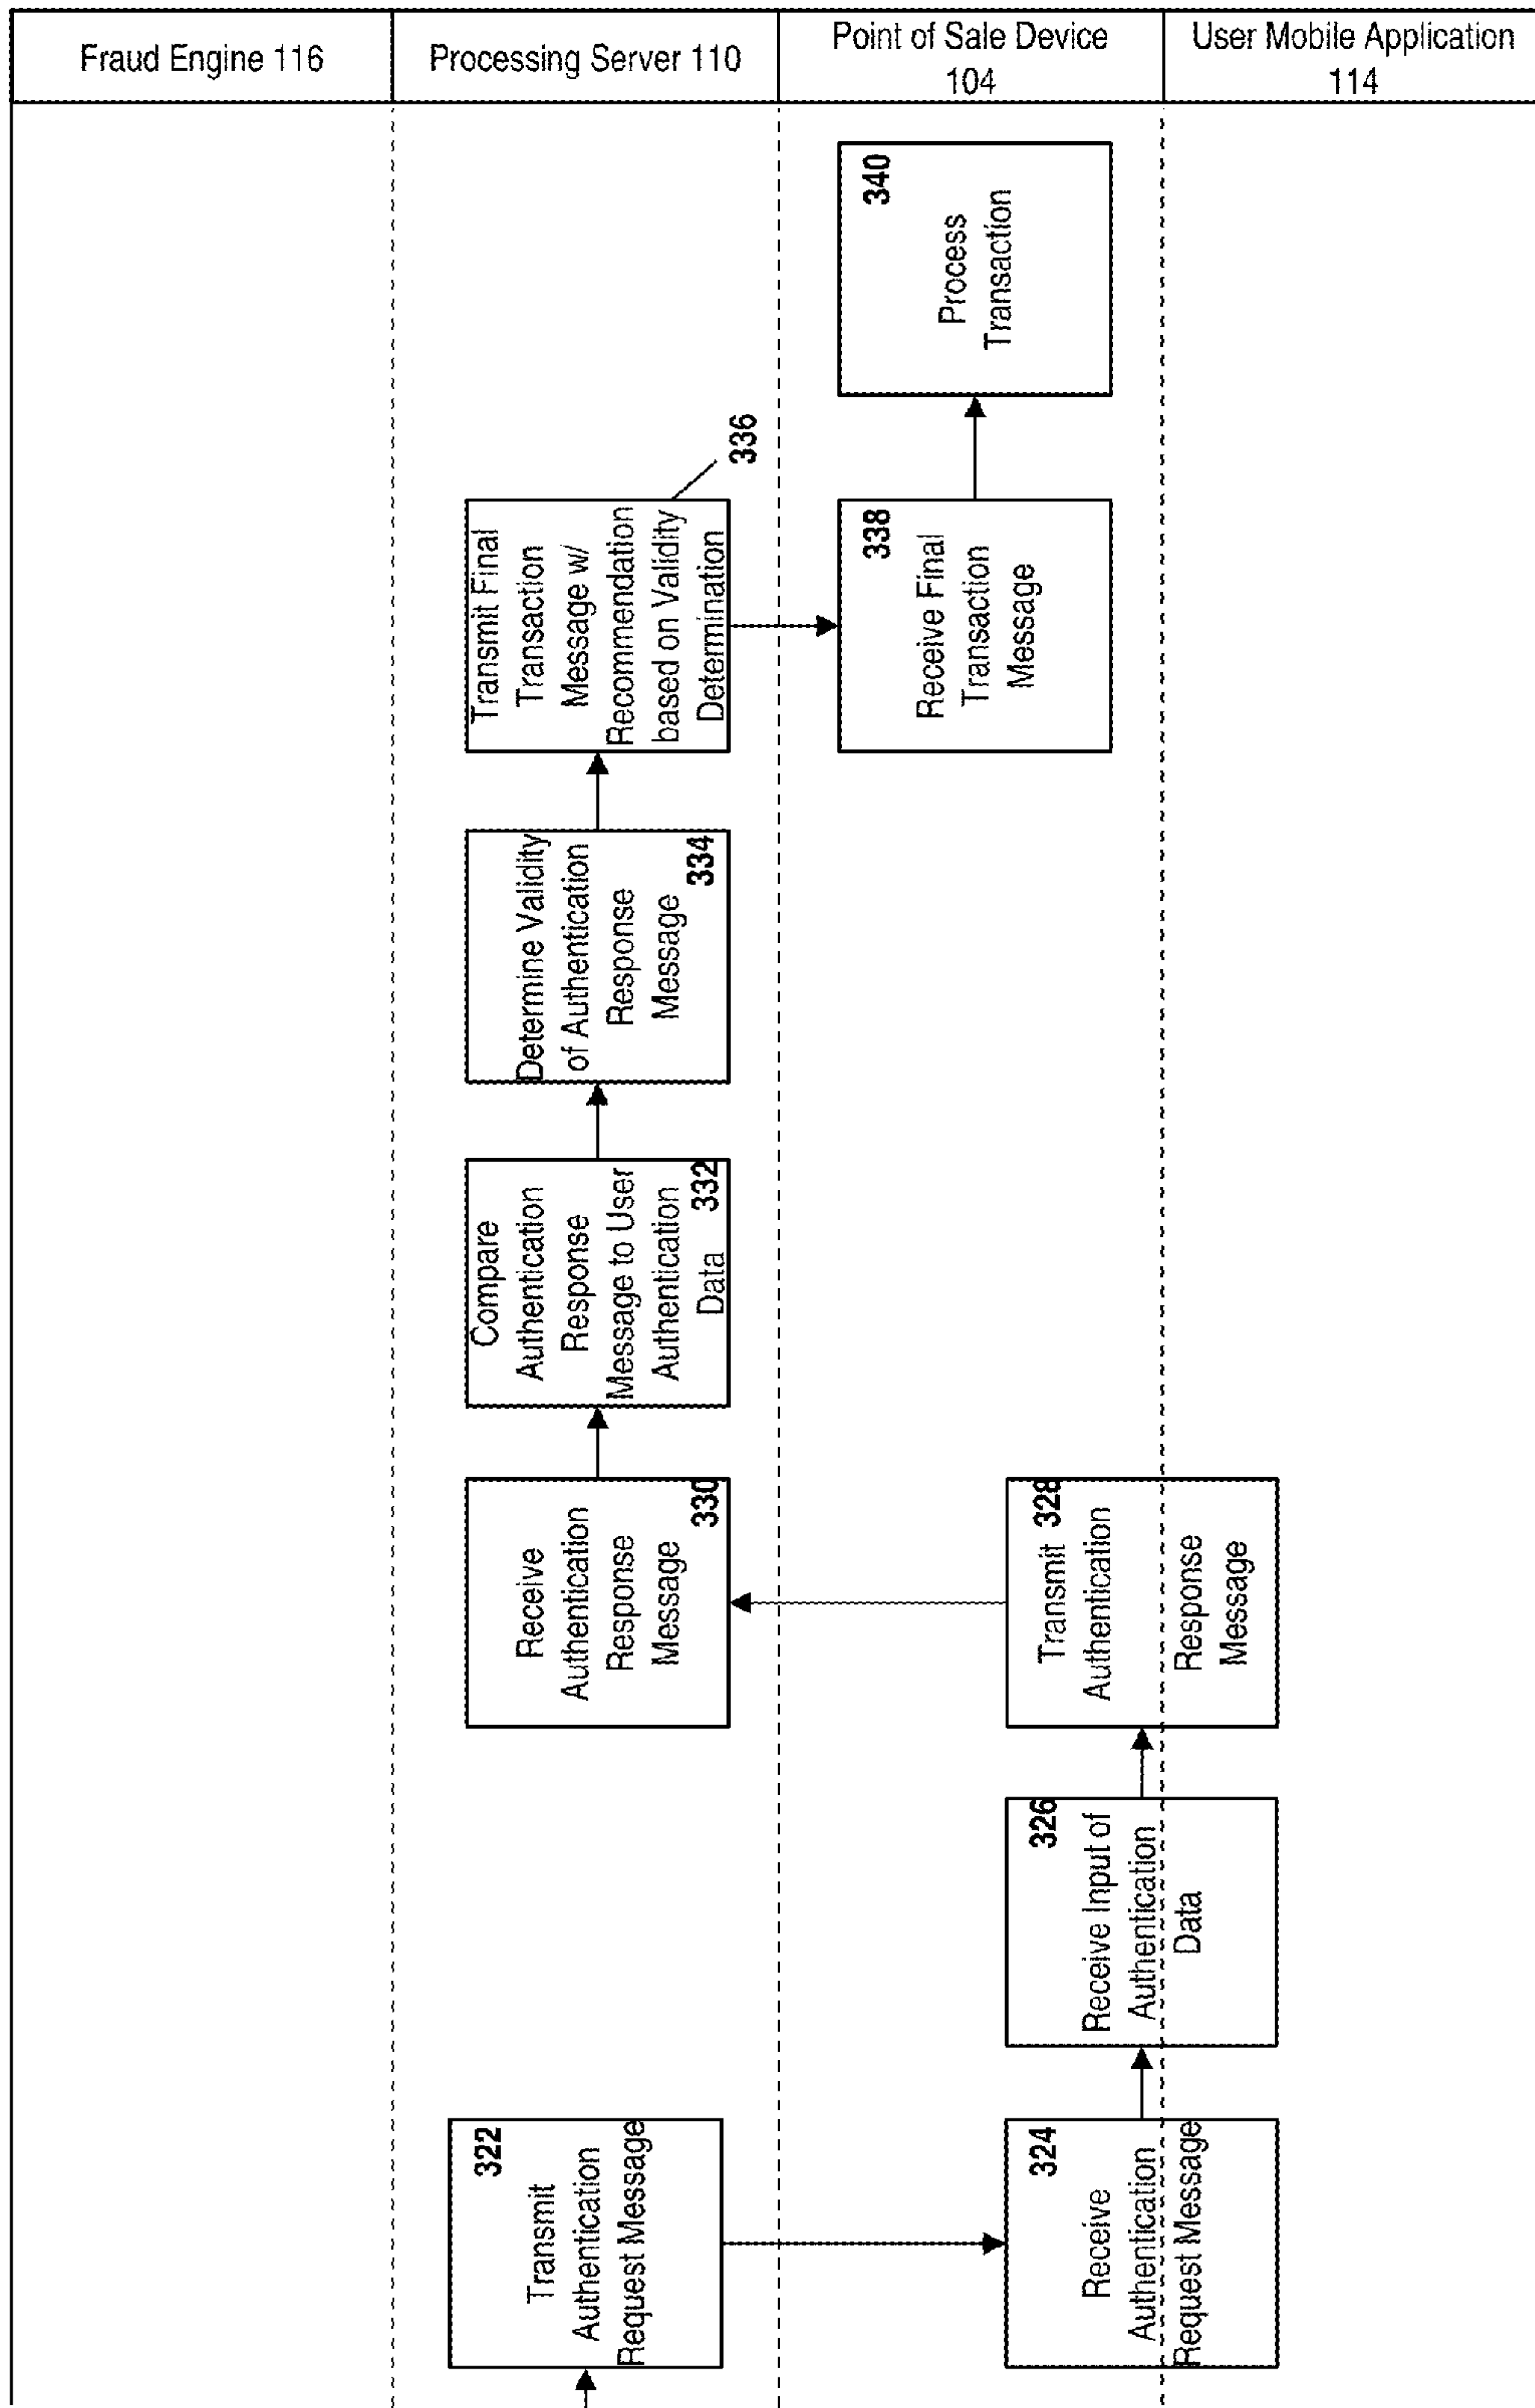 Fraud Engine 116
Processing Server 110
Point of Sale Device
104
User Mobile Application
114
322
Transmit
Authentication
Request Message
324
Receive
Authentication
Request Message
326
Receive Input of
Authentication
Data
Transmit 328
Authentication
Response
Message
Receive
Authentication
Response
Message 330
Compare
Authentication
Response
Message to User
Authentication
Data 332
Determine Validity
of Authentication
Response
Message 334
Transmit Final
Transaction
Message w/
Recommendation
based on Validity
Determination
336
338
Receive Final
Transaction
Message
340
Process
Transaction